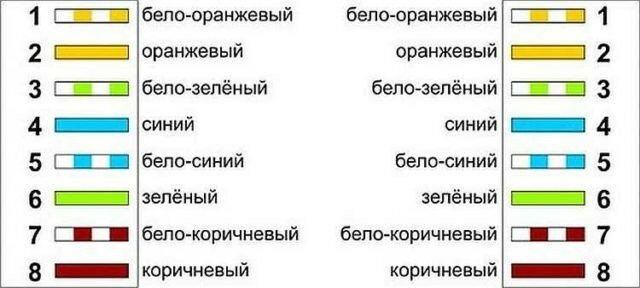 1 бело-оранжевый бело-оранжевый 1
2 оранжевый оранжевый 2
3 бело-зелёный бело-зелёный 3
4 синий синий 4
5 бело-синий бело-синий 5
6 зелёный зелёный 6
7 бело-коричневый бело-коричневый 7
8 коричневый коричневый 8